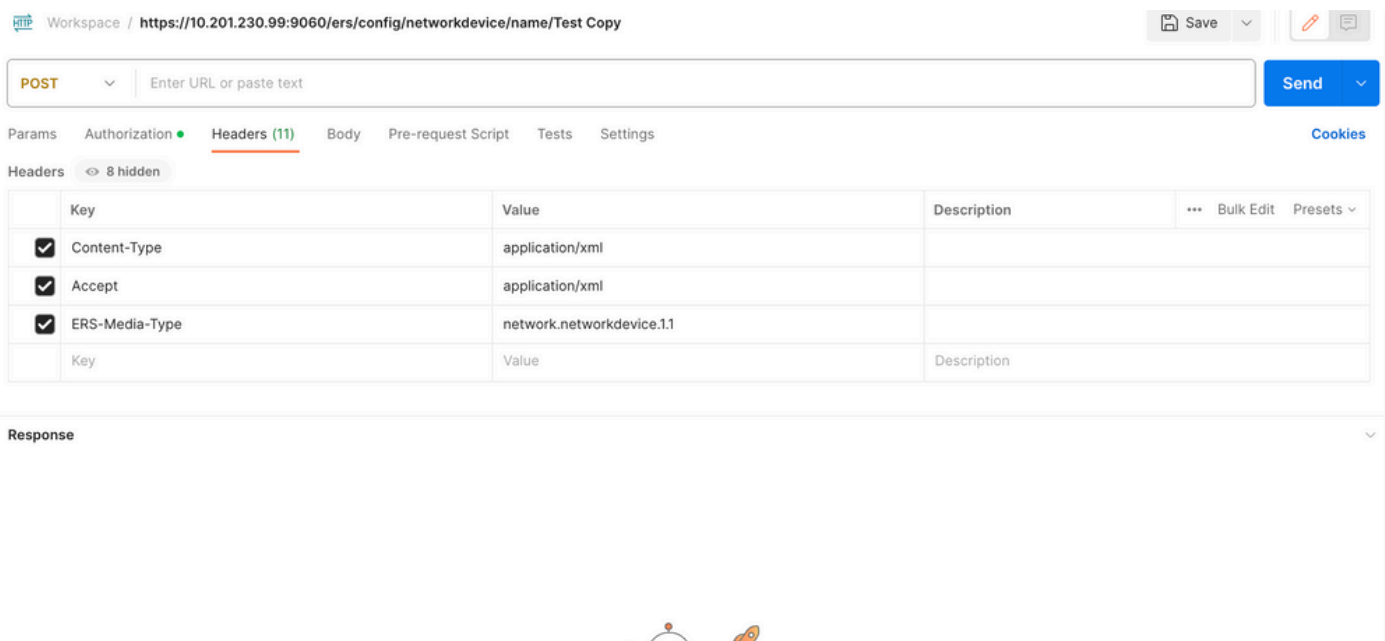 HTTP Workspace / https://10.201.230.99:9060/ers/config/networkdevice/name/Test Copy Save
POST Enter URL or paste text Send
Params Authorization Headers (11) Body Pre-request Script Tests Settings Cookies
Headers 8 hidden
Key Value Description ••• Bulk Edit Presets
Content-Type application/xml
Accept application/xml
ERS-Media-Type network.networkdevice.1.1
Key Value Description
Response